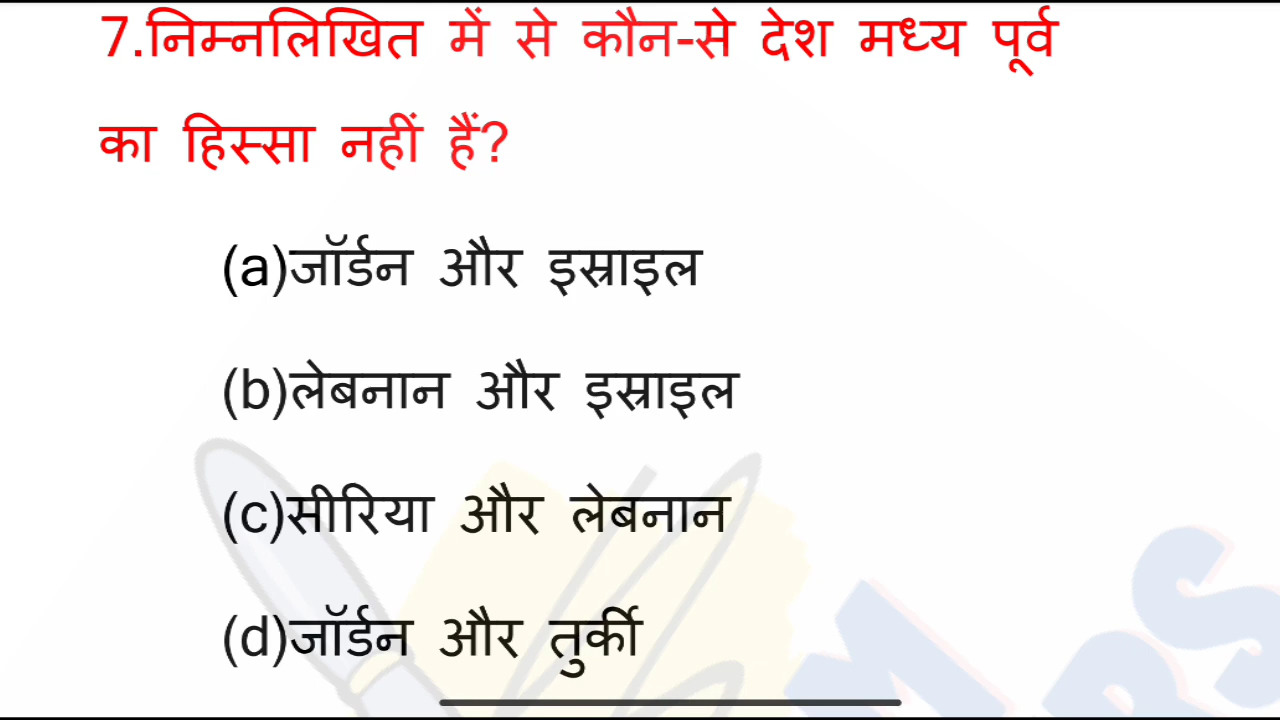 7.निम्नलिखित में से कौन-से देश मध्य पूर्व
का हिस्सा नहीं हैं?
(a)जॉर्डन और इस्राइल
(b)लेबनान और इस्राइल
(c)सीरिया और लेबनान
(d)जॉर्डन और तुर्की